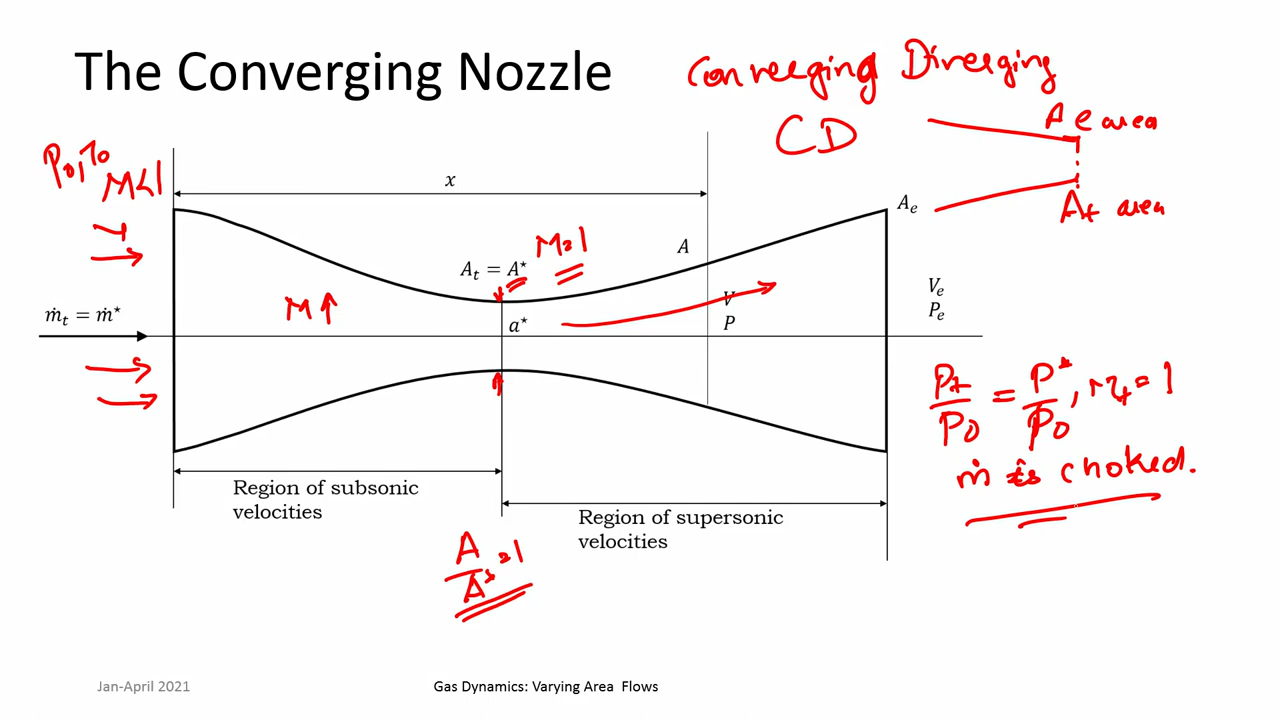 The Converging Nozzle
Converging Diverging
CD
Ae area
At area
P0, T0
M<1
x
Ae
A
M=1
At = A⋆
M↑
ṁt = ṁ⋆
a⋆
V
P
Ve
Pe
Pt/P0 = P*/P0, Mt = 1
ṁ is choked.
Region of subsonic
velocities
Region of supersonic
velocities
A/A* = 1
Jan-April 2021
Gas Dynamics: Varying Area Flows